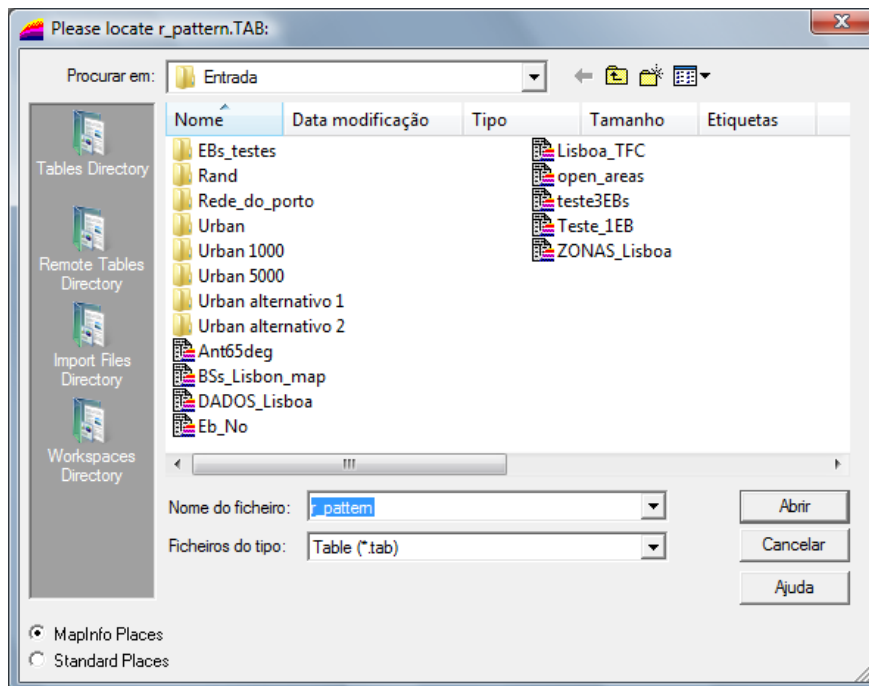 Please locate r_pattern.TAB:
Procurar em: Entrada
Nome Data modificação Tipo Tamanho Etiquetas
Tables Directory
Remote Tables
Directory
Import Files
Directory
Workspaces
Directory
EBs_testes
Rand
Rede_do_porto
Urban
Urban 1000
Urban 5000
Urban alternativo 1
Urban alternativo 2
Ant65deg
BSs_Lisbon_map
DADOS_Lisboa
Eb_No
Lisboa_TFC
open_areas
teste3EBs
Teste_1EB
ZONAS_Lisboa
Nome do ficheiro: r_pattern Abrir
Ficheiros do tipo: Table (*.tab) Cancelar
Ajuda
MapInfo Places
Standard Places